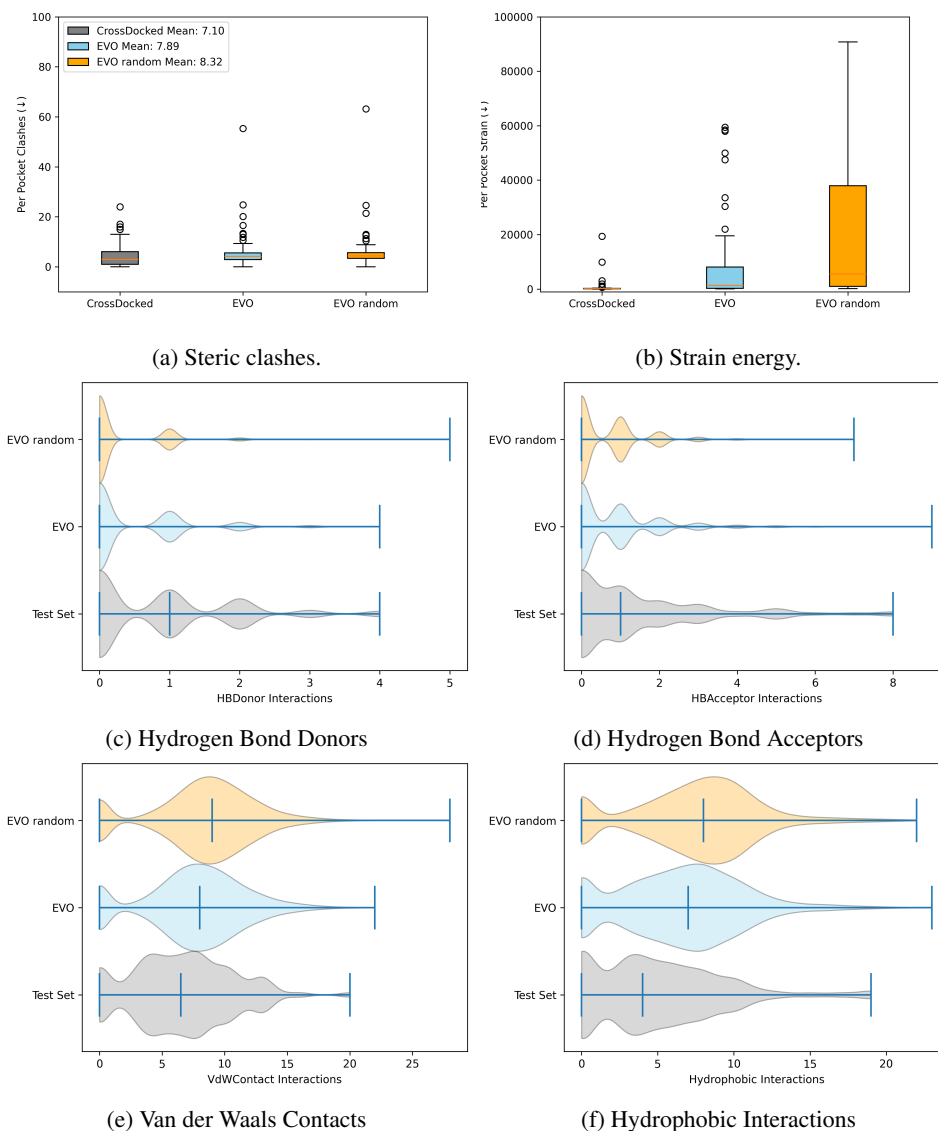 100
80
60
40
20
0
Per Pocket Clashes (↓)
CrossDocked Mean: 7.10
EVO Mean: 7.89
EVO random Mean: 8.32
CrossDocked EVO EVO random
(a) Steric clashes.
100000
80000
60000
40000
20000
0
Per Pocket Strain (↓)
CrossDocked EVO EVO random
(b) Strain energy.
EVO random
EVO
Test Set
0 1 2 3 4 5
HBDonor Interactions
(c) Hydrogen Bond Donors
EVO random
EVO
Test Set
0 2 4 6 8
HBAcceptor Interactions
(d) Hydrogen Bond Acceptors
EVO random
EVO
Test Set
0 5 10 15 20 25
VdWContact Interactions
(e) Van der Waals Contacts
EVO random
EVO
Test Set
0 5 10 15 20
Hydrophobic Interactions
(f) Hydrophobic Interactions